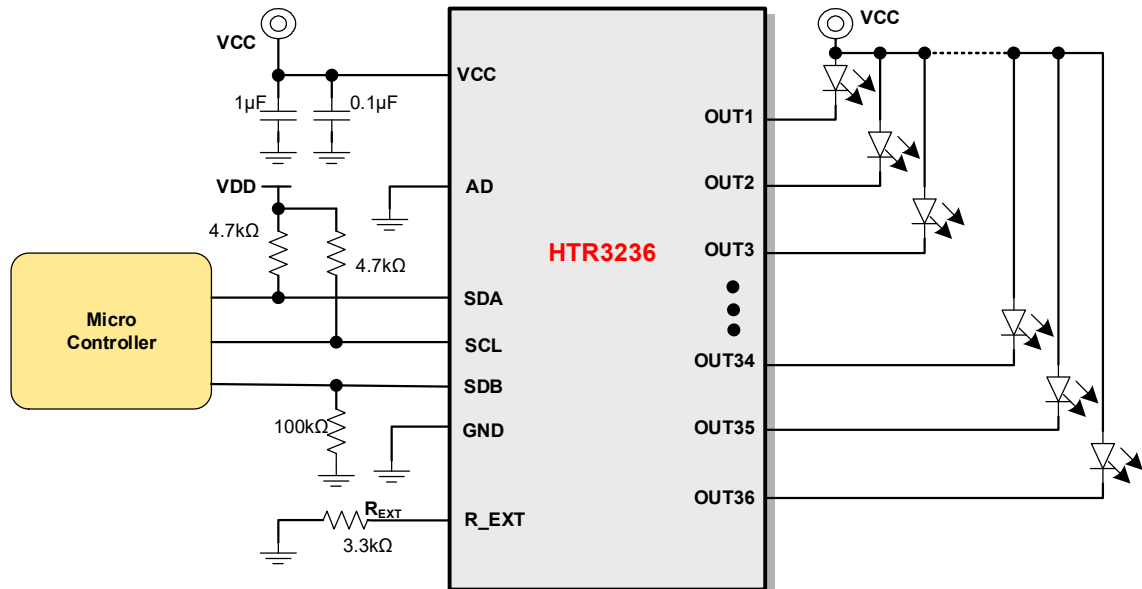 VCC
1µF
0.1µF
VDD
4.7kΩ
4.7kΩ
Micro
Controller
100kΩ
R_EXT
3.3kΩ
VCC
AD
SDA
SCL
SDB
GND
R_EXT
HTR3236
OUT1
OUT2
OUT3
OUT34
OUT35
OUT36
VCC